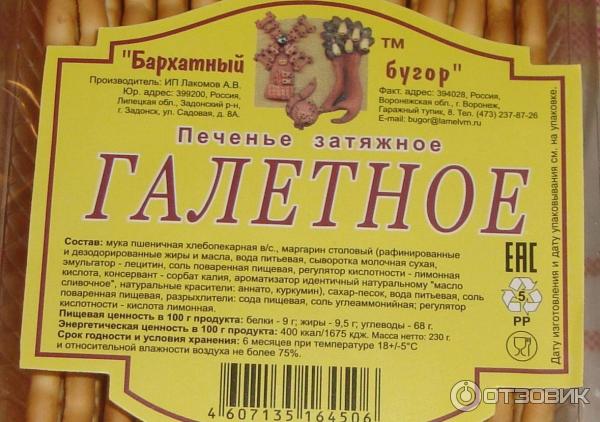 "Бархатный
бугор"
™
Производитель: ИП Лакомов А.В.
Юр. адрес: 399200, Россия,
Липецкая обл., Задонский р-н,
г. Задонск, ул. Садовая, д. 8А.
Факт. адрес: 394028, Россия,
Воронежская обл., г. Воронеж,
Гаражный тупик, 8. Тел. (473) 237-87-26
E-mail: bugor@lamelvrn.ru
Печенье затяжное
ГАЛЕТНОЕ
Состав: мука пшеничная хлебопекарная в/с., маргарин столовый (рафинированные
и дезодорированные жиры и масла, вода питьевая, сыворотка молочная сухая,
эмульгатор - лецитин, соль поваренная пищевая, регулятор кислотности - лимонная
кислота, консервант - сорбат калия, ароматизатор идентичный натуральному "масло
сливочное", натуральные красители: аннато, куркумин), сахар-песок, вода питьевая, соль
поваренная пищевая, разрыхлители: сода пищевая, соль углеаммонийная; регулятор
кислотности - кислота лимонная.
Пищевая ценность в 100 г продукта: белки - 9 г; жиры - 9,5 г; углеводы - 68 г.
Энергетическая ценность в 100 г продукта: 400 ккал/1675 кдж. Масса нетто: 230 г.
Срок годности и условия хранения: 6 месяцев при температуре 18+/-5°С
и относительной влажности воздуха не более 75%.
EAC
5
PP
Дату изготовления и дату упаковывания см. на упаковке.
4 607135 164506
ОТЗОВИК